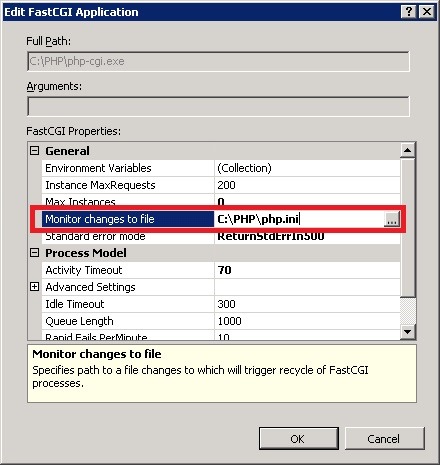 Edit FastCGI Application
Full Path:
C:\PHP\php-cgi.exe
Arguments:
FastCGI Properties:
General
Environment Variables (Collection)
Instance MaxRequests 200
Max Instances 0
Monitor changes to file C:\PHP\php.ini ...
Standard error mode ReturnStdErrIn500
Process Model
Activity Timeout 70
Advanced Settings
Idle Timeout 300
Queue Length 1000
Rapid Fails PerMinute 10
Monitor changes to file
Specifies path to a file changes to which will trigger recycle of FastCGI
processes.
OK Cancel